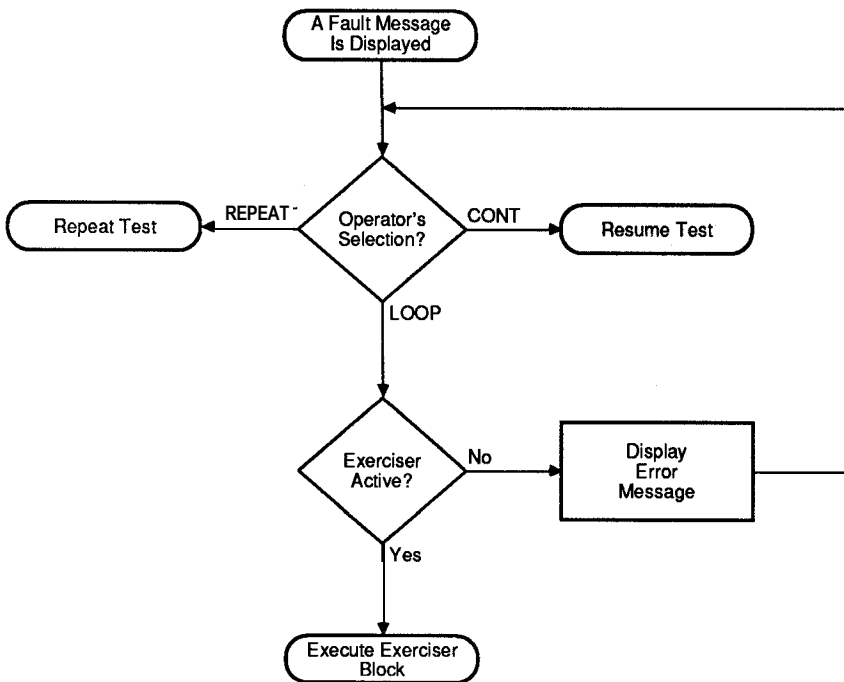 A Fault Message
Is Displayed
Repeat Test
REPEAT
Operator's
Selection?
CONT
Resume Test
LOOP
Exerciser
Active?
No
Display
Error
Message
Yes
Execute Exerciser
Block